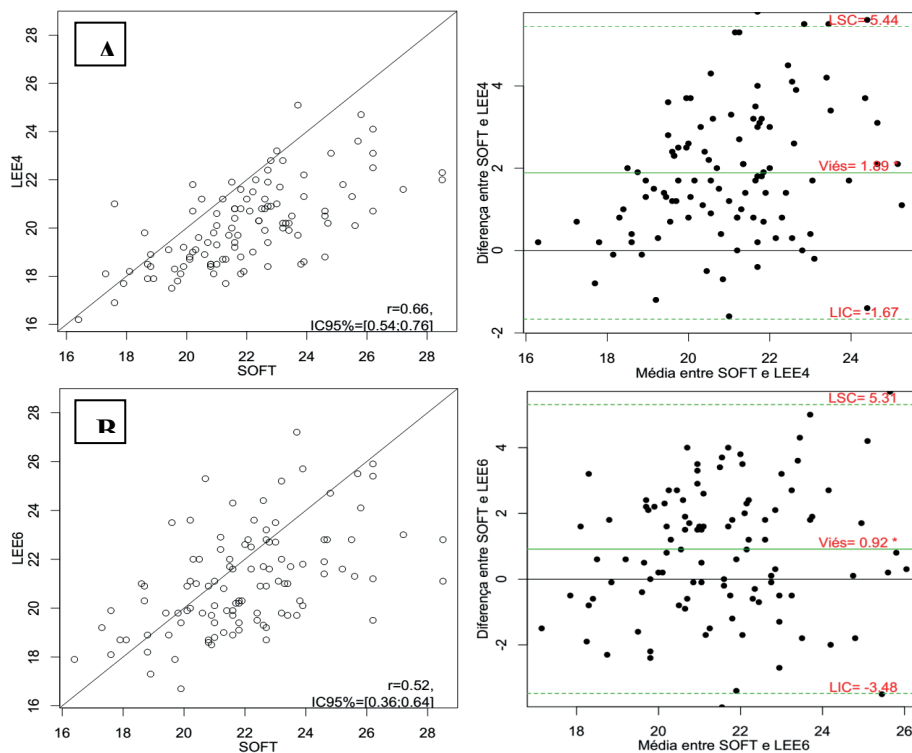 A
28
26
24
22
20
18
16
LEE4
r=0.66,
IC95%=[0.54:0.76]
16 18 20 22 24 26 28
SOFT
LSC= 5.44
Viés= 1.89 *
LIC= -1.67
4
2
0
-2
Diferença entre SOFT e LEE4
16 18 20 22 24
Média entre SOFT e LEE4
B
28
26
24
22
20
18
16
LEE6
r=0.52,
IC95%=[0.36:0.64]
16 18 20 22 24 26 28
SOFT
LSC= 5.31
Viés= 0.92 *
LIC= -3.48
4
2
0
-2
Diferença entre SOFT e LEE6
18 20 22 24 26
Média entre SOFT e LEE6